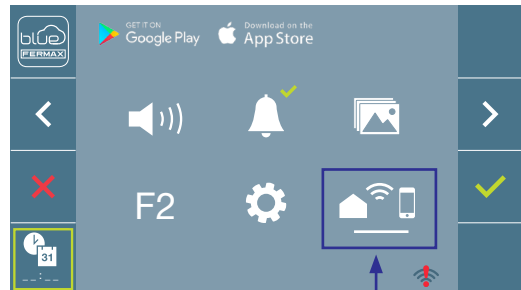 blue
FERMAX
GET IT ON
Google Play
Download on the
App Store
F2
31
--:--